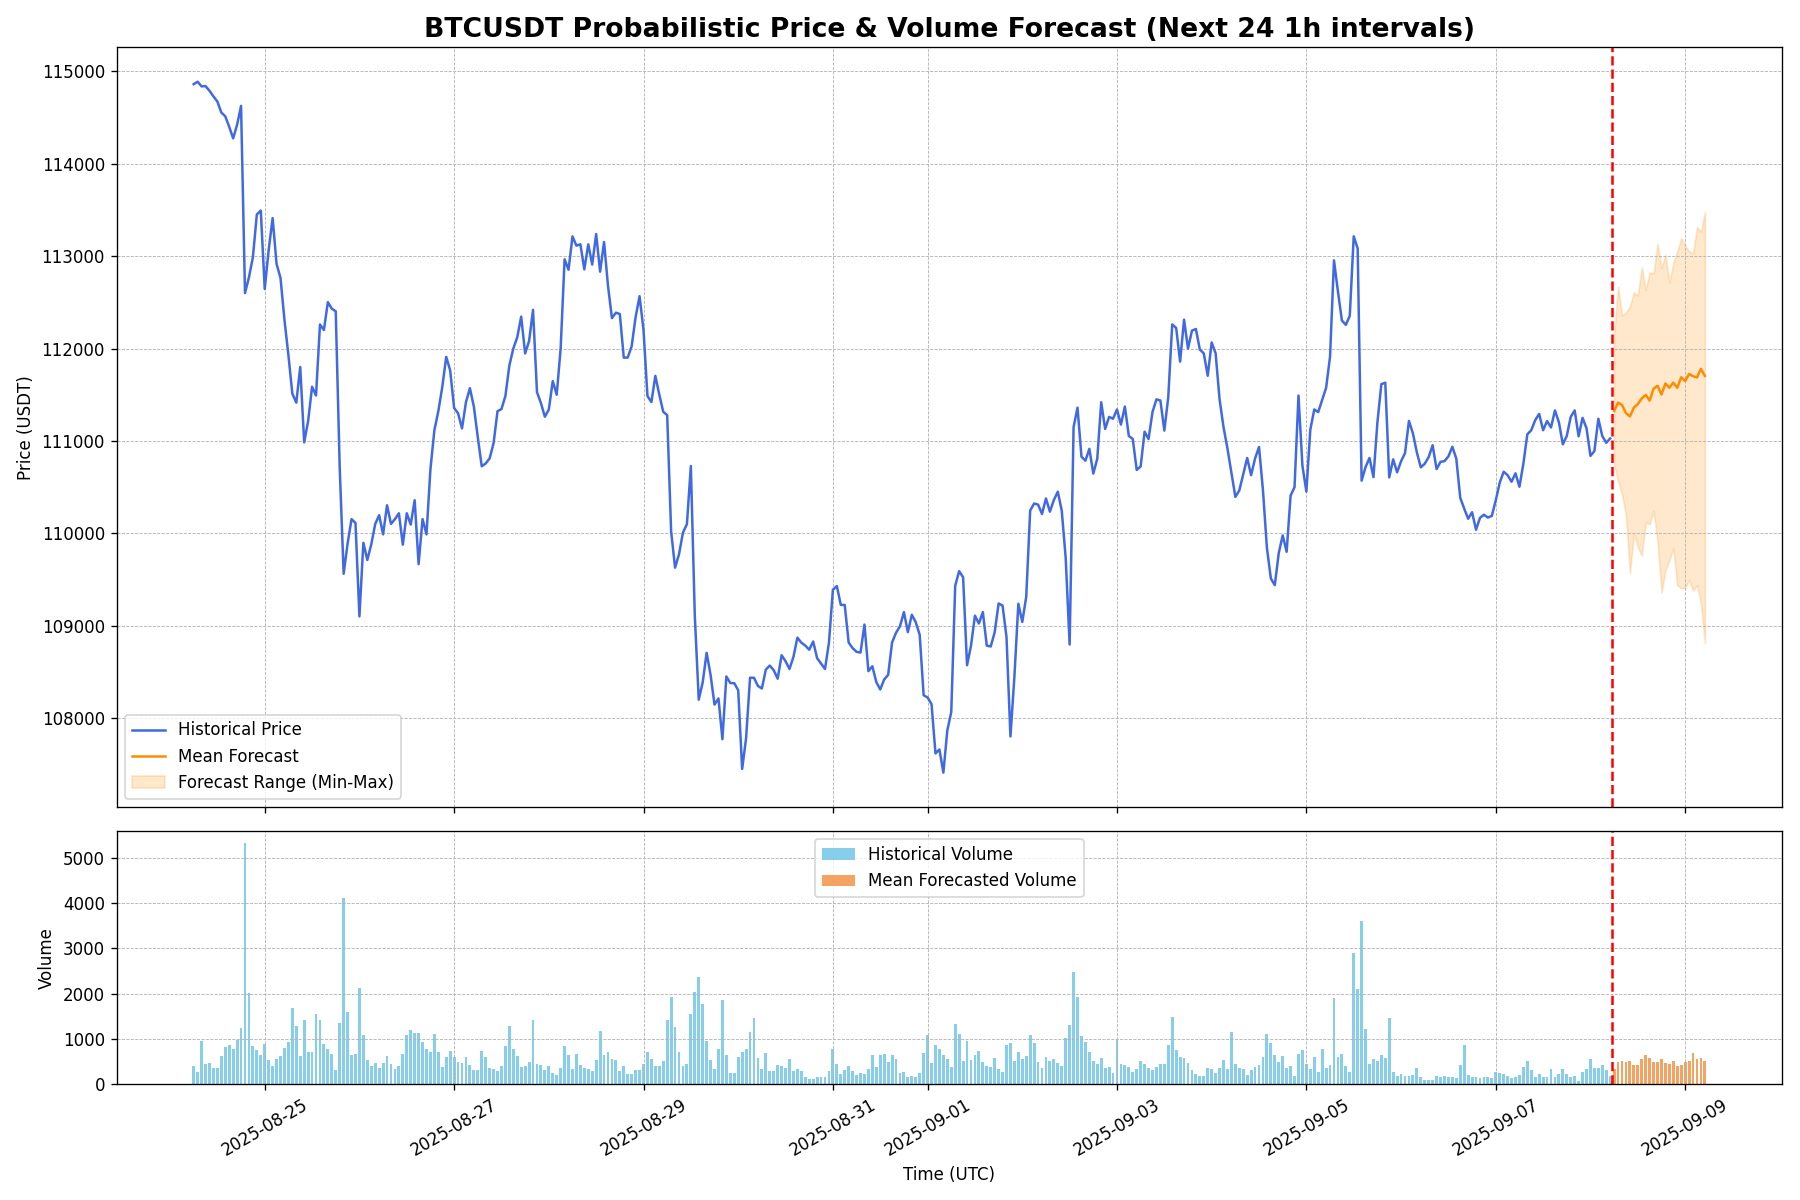 BTCUSDT Probabilistic Price & Volume Forecast (Next 24 1h intervals)
115000
114000
113000
112000
111000
110000
109000
108000
Price (USDT)
Historical Price
Mean Forecast
Forecast Range (Min-Max)
5000
4000
3000
2000
1000
0
Volume
Historical Volume
Mean Forecasted Volume
2025-08-25
2025-08-27
2025-08-29
2025-08-31
2025-09-01
2025-09-03
2025-09-05
2025-09-07
2025-09-09
Time (UTC)